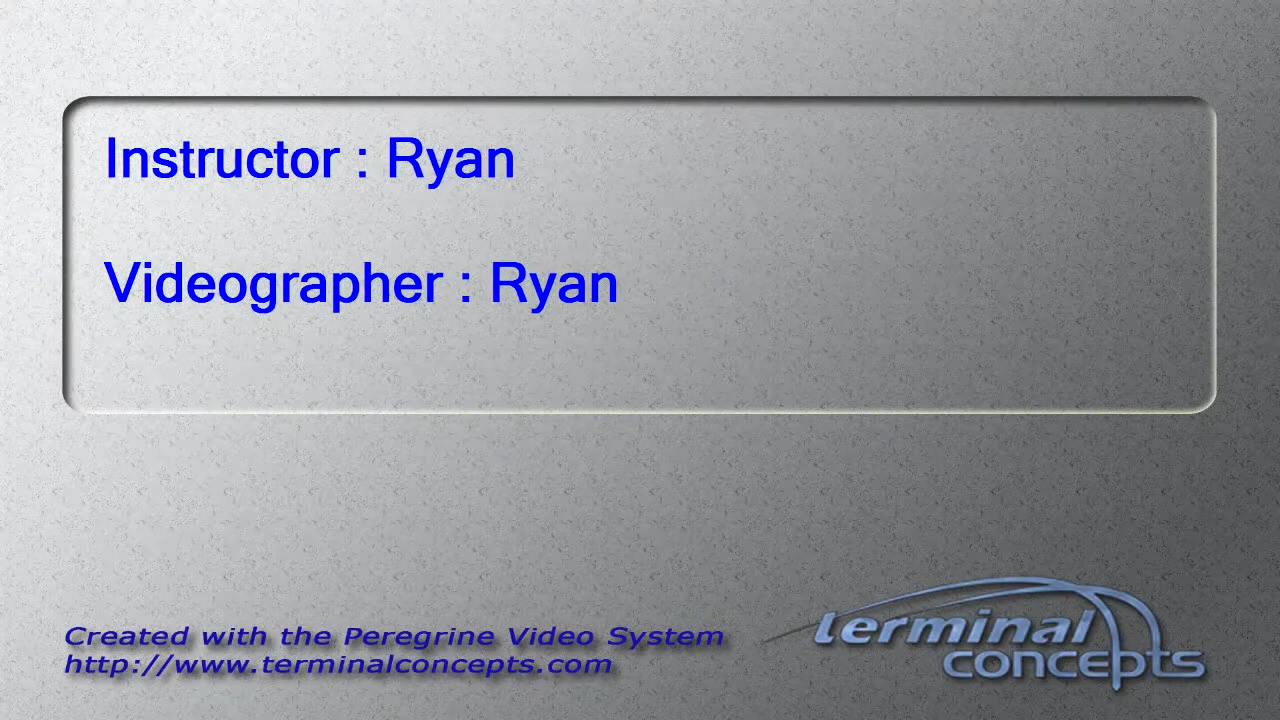 Instructor : Ryan
Videographer : Ryan
Created with the Peregrine Video System
http://www.terminalconcepts.com
terminal
concepts